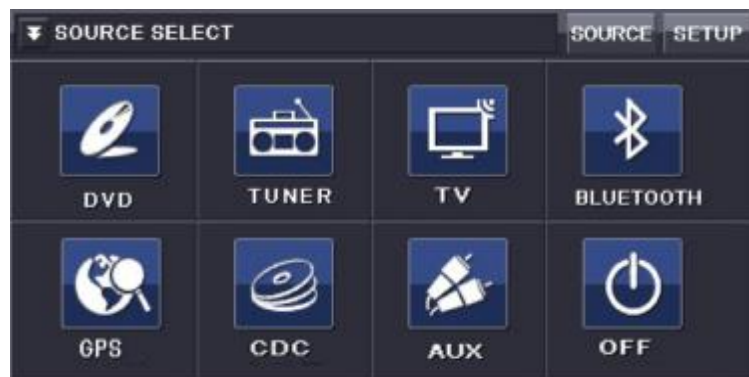 SOURCE SELECT SOURCE SETUP
DVD TUNER TV BLUETOOTH
GPS CDC AUX OFF